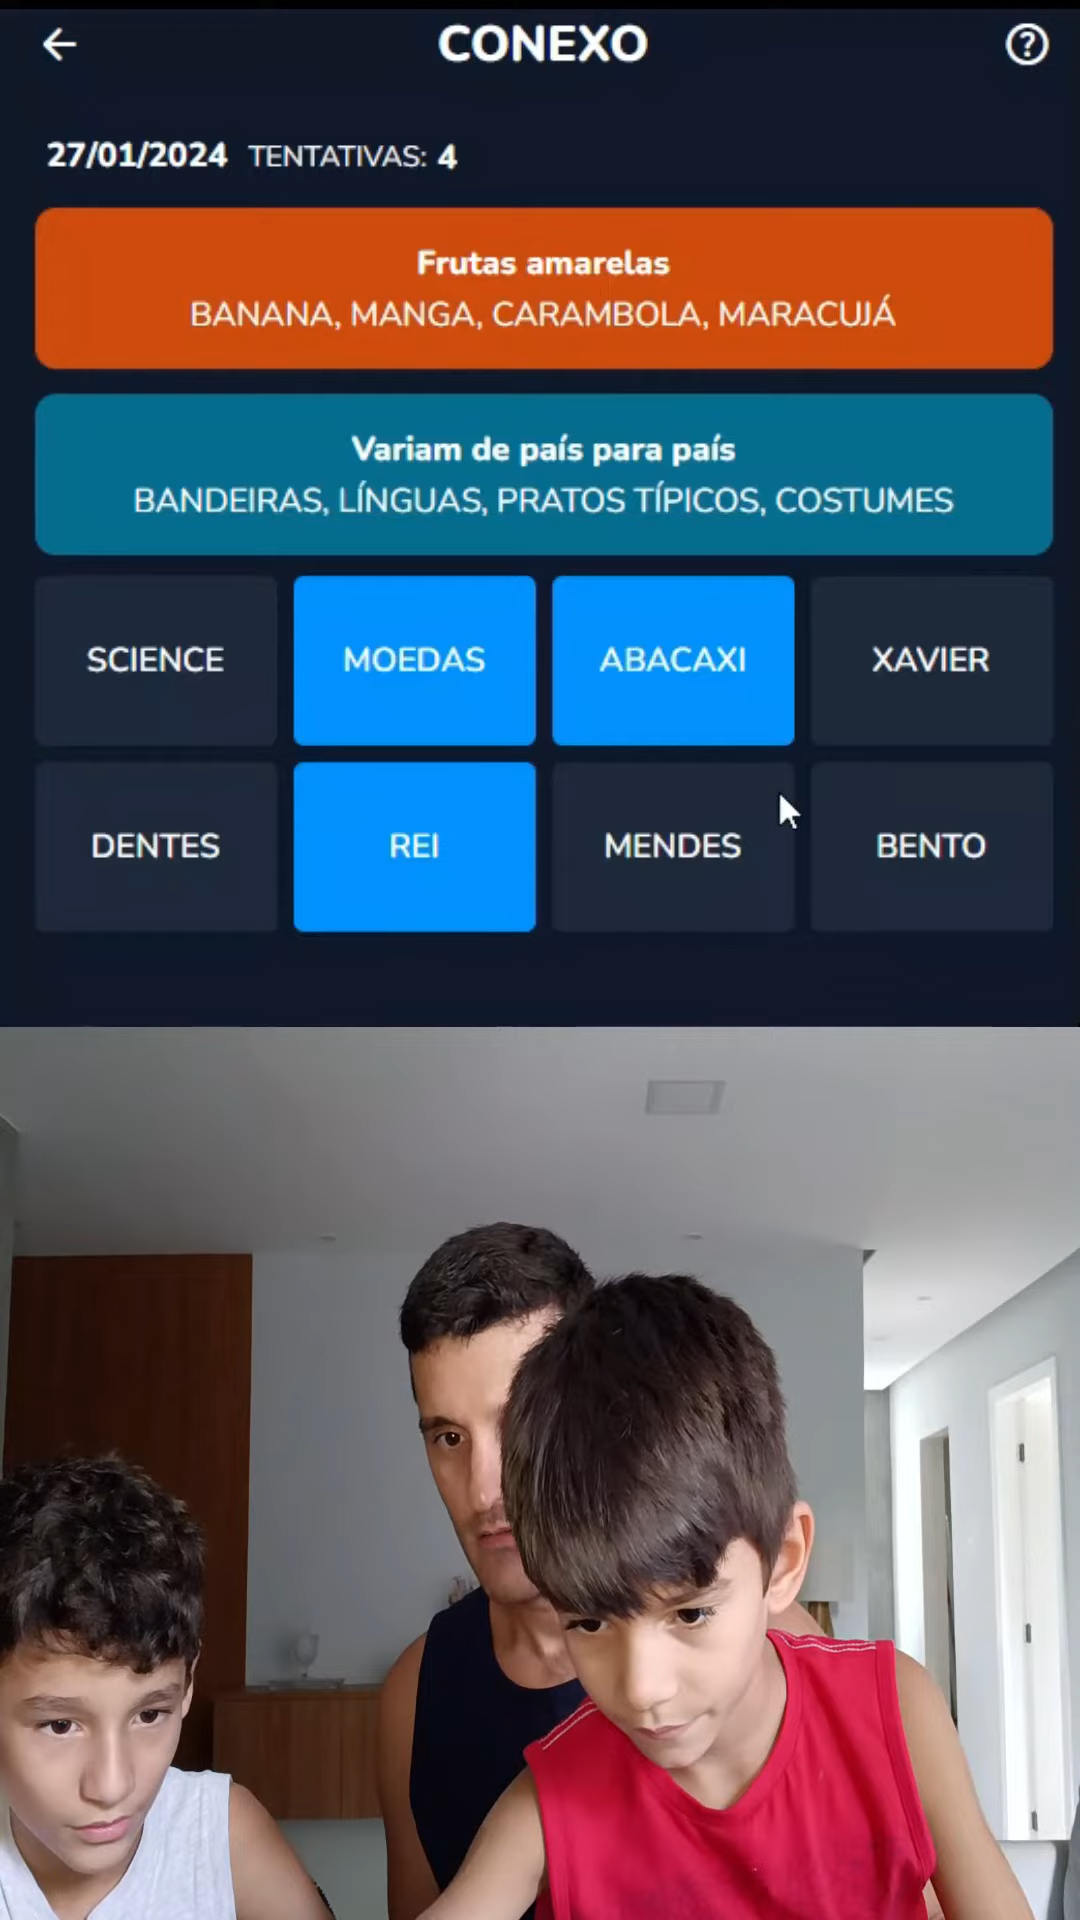 CONEXO
27/01/2024 TENTATIVAS: 4
Frutas amarelas
BANANA, MANGA, CARAMBOLA, MARACUJÁ
Variam de país para país
BANDEIRAS, LÍNGUAS, PRATOS TÍPICOS, COSTUMES
SCIENCE MOEDAS ABACAXI XAVIER
DENTES REI MENDES BENTO